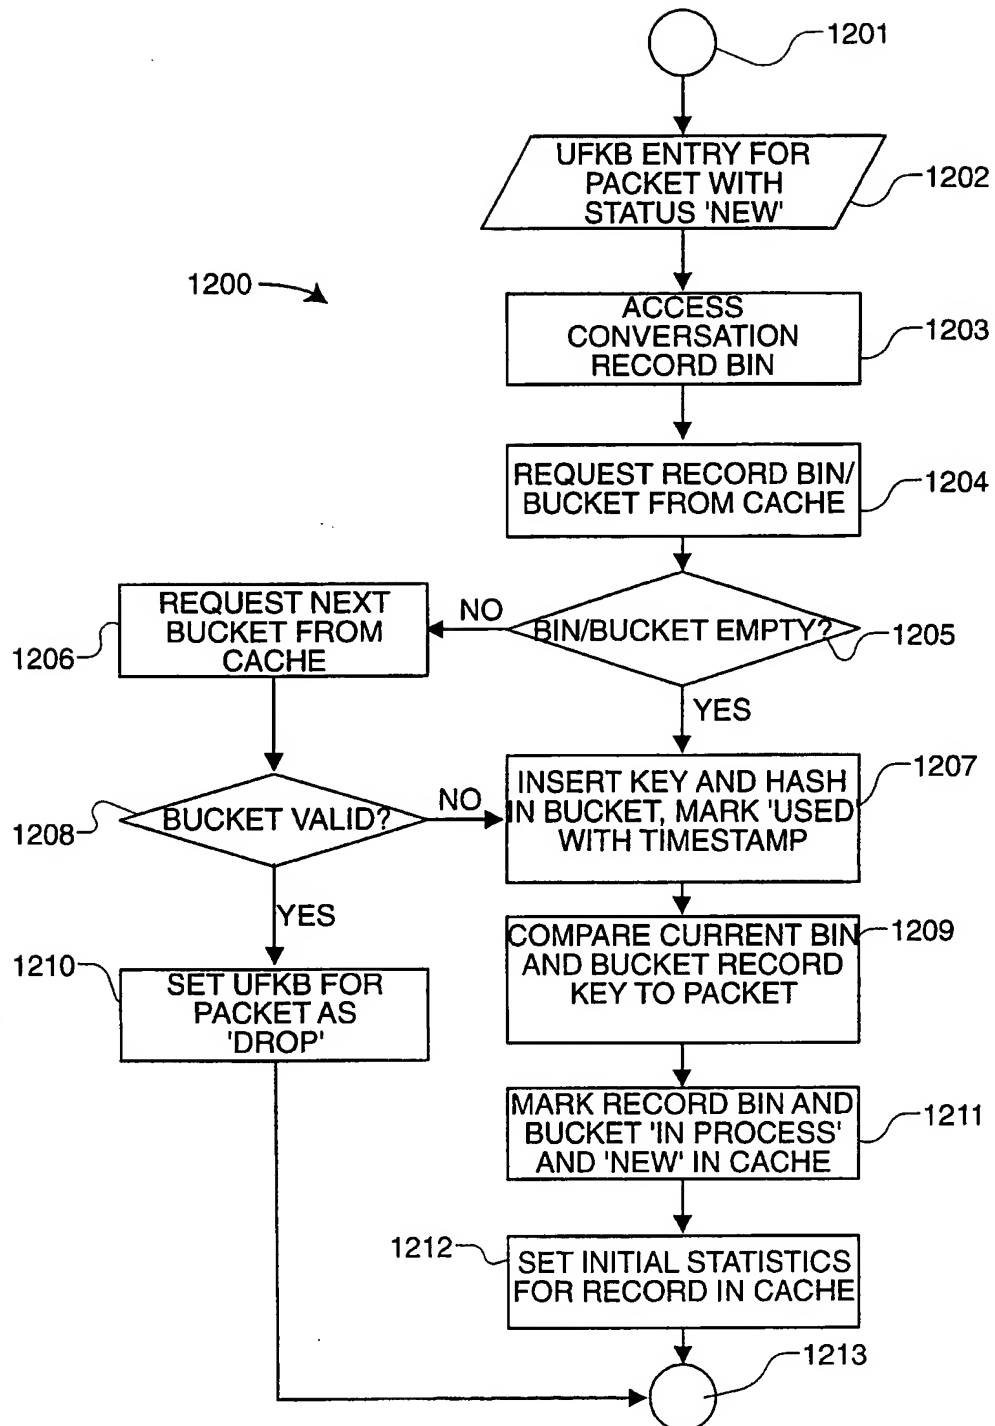 1201
UFKB ENTRY FOR
PACKET WITH
STATUS 'NEW'
1202
1200
ACCESS
CONVERSATION
RECORD BIN
1203
REQUEST RECORD BIN/
BUCKET FROM CACHE
1204
REQUEST NEXT
BUCKET FROM
CACHE
1206
NO
BIN/BUCKET EMPTY?
1205
YES
INSERT KEY AND HASH
IN BUCKET, MARK 'USED'
WITH TIMESTAMP
1207
BUCKET VALID?
1208
NO
YES
COMPARE CURRENT BIN
AND BUCKET RECORD
KEY TO PACKET
1209
1210
SET UFKB FOR
PACKET AS
'DROP'
MARK RECORD BIN AND
BUCKET 'IN PROCESS'
AND 'NEW' IN CACHE
1211
1212
SET INITIAL STATISTICS
FOR RECORD IN CACHE
1213